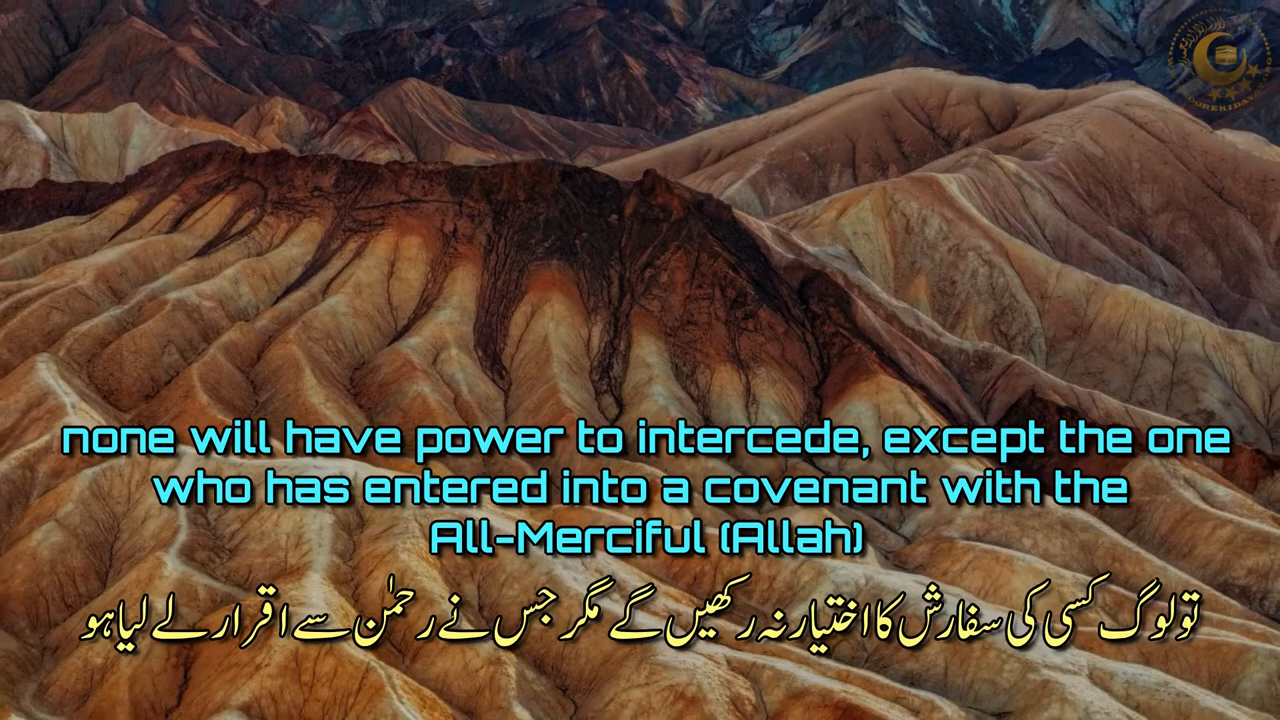 none will have power to intercede, except the one
who has entered into a covenant with the
All-Merciful (Allah)
تو لوگ کسی کی سفارش کا اختیار نہ رکھیں گے مگر جس نے رحمٰن سے اقرار لے لیا ہو